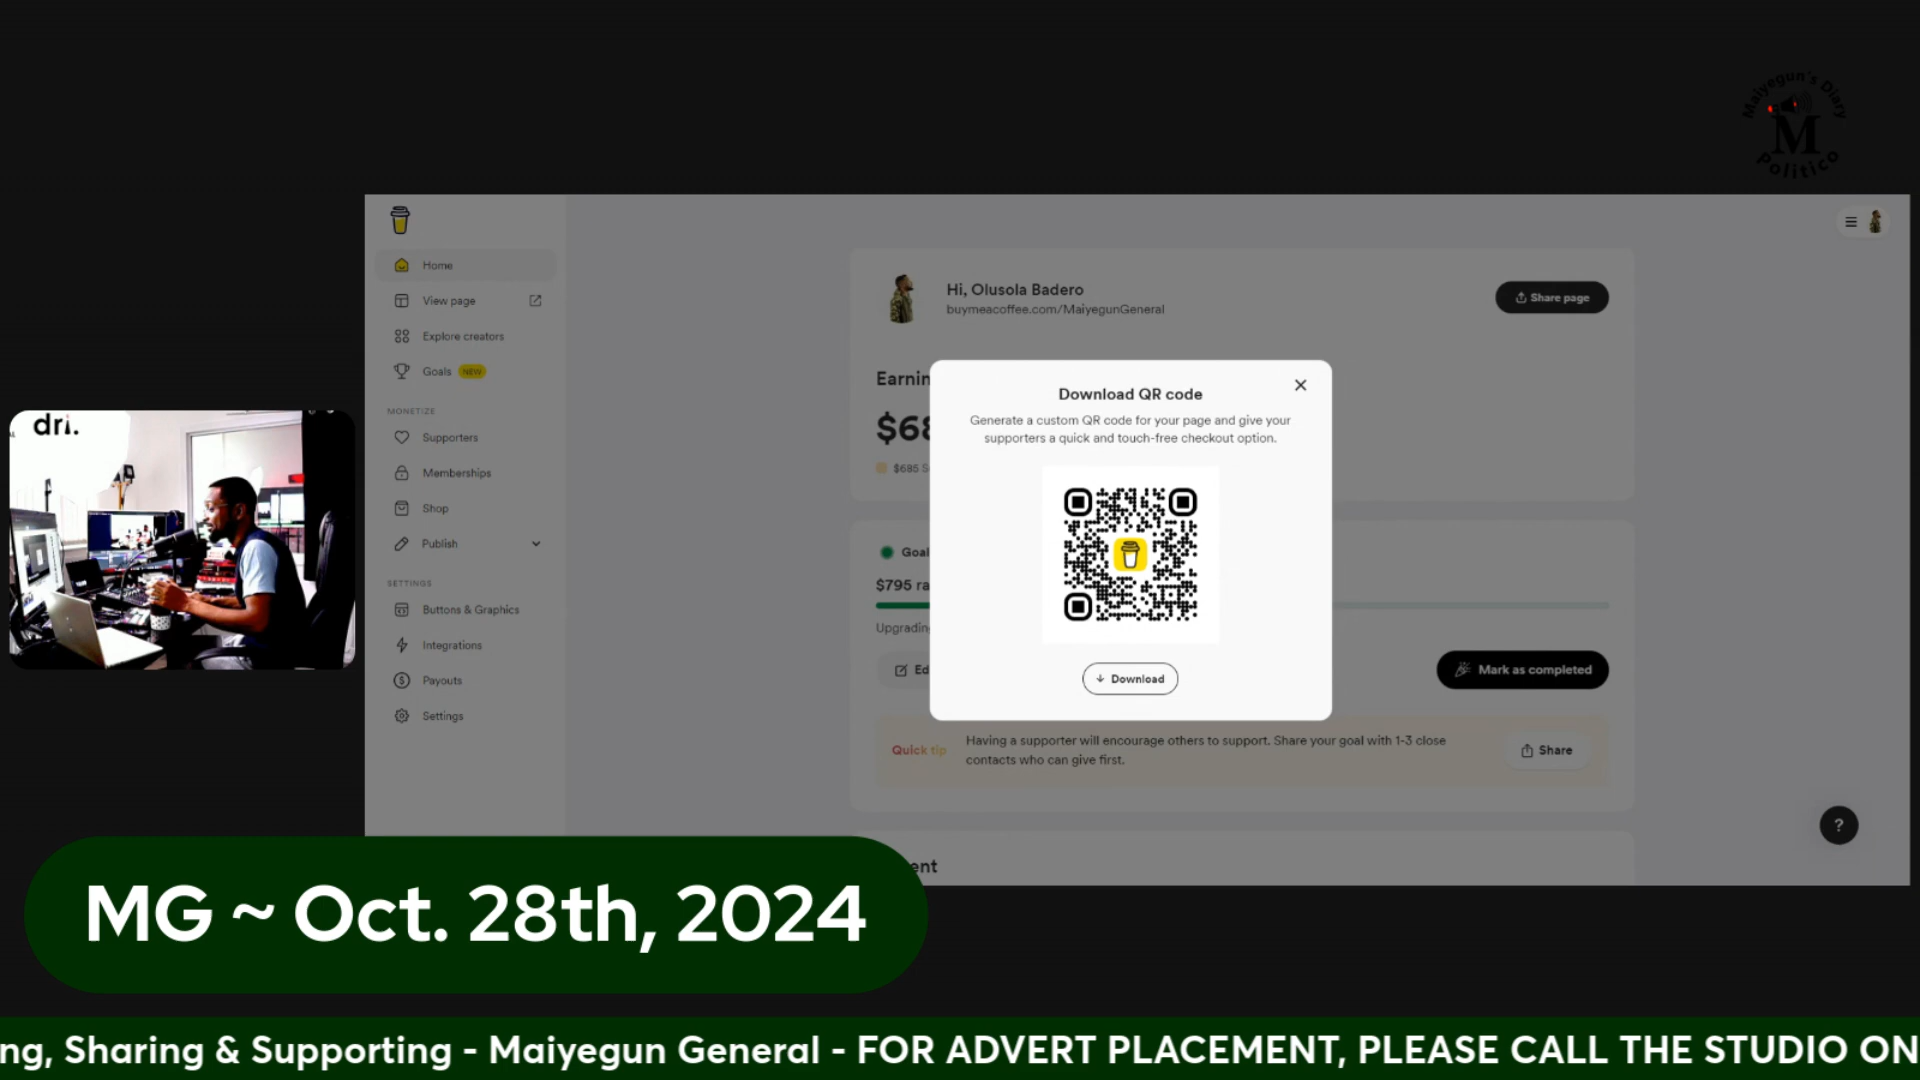 Maiyegun's Diary
M
Politico
Home
View page
Explore creators
Goals NEW
MONETIZE
Supporters
Memberships
Shop
Publish
SETTINGS
Buttons & Graphics
Integrations
Payouts
Settings
Hi, Olusola Badero
buymeacoffee.com/MaiyegunGeneral
Share page
Earnin
$68
$685 S
Download QR code
Generate a custom QR code for your page and give your
supporters a quick and touch-free checkout option.
Download
Goal
$795 ra
Upgradin
Ed
Mark as completed
Quick tip
Having a supporter will encourage others to support. Share your goal with 1-3 close
contacts who can give first.
Share
?
ent
dri.
MG ~ Oct. 28th, 2024
ng, Sharing & Supporting - Maiyegun General - FOR ADVERT PLACEMENT, PLEASE CALL THE STUDIO ON